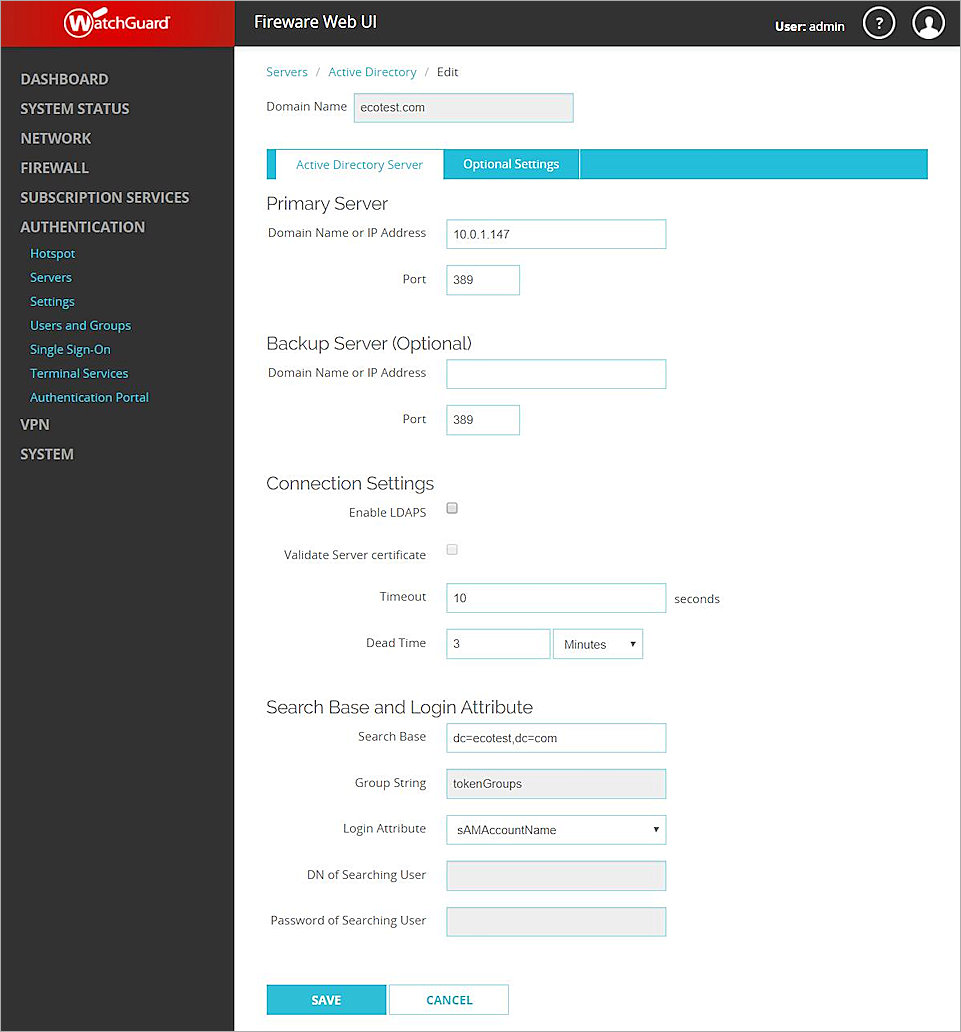 WatchGuard
Fireware Web UI
User: admin
?
DASHBOARD
SYSTEM STATUS
NETWORK
FIREWALL
SUBSCRIPTION SERVICES
AUTHENTICATION
Hotspot
Servers
Settings
Users and Groups
Single Sign-On
Terminal Services
Authentication Portal
VPN
SYSTEM
Servers / Active Directory / Edit
Domain Name ecotest.com
Active Directory Server Optional Settings
Primary Server
Domain Name or IP Address 10.0.1.147
Port 389
Backup Server (Optional)
Domain Name or IP Address
Port 389
Connection Settings
Enable LDAPS
Validate Server certificate
Timeout 10 seconds
Dead Time 3 Minutes
Search Base and Login Attribute
Search Base dc=ecotest,dc=com
Group String tokenGroups
Login Attribute sAMAccountName
DN of Searching User
Password of Searching User
SAVE CANCEL